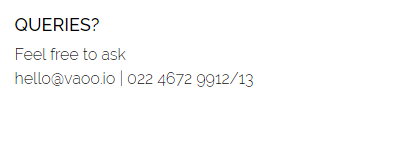 QUERIES?
Feel free to ask
hello@vaoo.io | 022 4672 9912/13